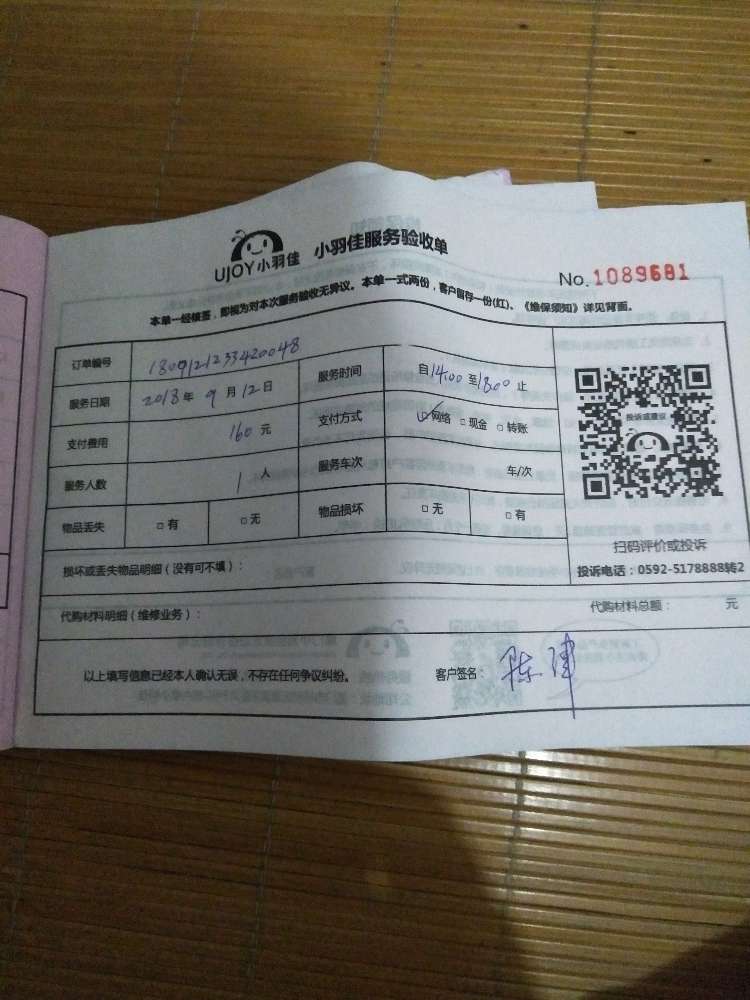 UJOY小羽佳 小羽佳服务验收单
No.1089681
本单一经核签，即视为对本次服务验收无异议。本单一式两份，客户留存一份(红)。《维保须知》详见背面。
订单编号 1809121233420048
服务日期 2018年 9月12日 服务时间 自14:00至18:00止
支付费用 160元 支付方式 ☑网络 □现金 □转账
服务人数 1人 服务车次 车/次
物品丢失 □有 □无 物品损坏 □无 □有
投诉或建议
扫码评价或投诉
投诉电话：0592-5178888转2
损坏或丢失物品明细（没有可不填）：
代购材料明细（维修业务）： 代购材料总额： 元
以上填写信息已经本人确认无误，不存在任何争议纠纷。 客户签名：陈津